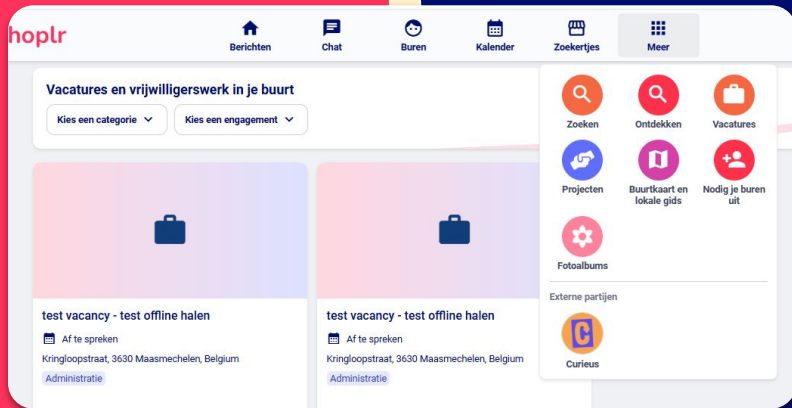 hoplr
Berichten
Chat
Buren
Kalender
Zoekertjes
Meer
Vacatures en vrijwilligerswerk in je buurt
Kies een categorie
Kies een engagement
Zoeken
Ontdekken
Vacatures
Projecten
Buurtkaart en
lokale gids
Nodig je buren
uit
Fotoalbums
Externe partijen
C
Curieus
test vacancy - test offline halen
Af te spreken
Kringloopstraat, 3630 Maasmechelen, Belgium
Administratie
test vacancy - test offline halen
Af te spreken
Kringloopstraat, 3630 Maasmechelen, Belgium
Administratie